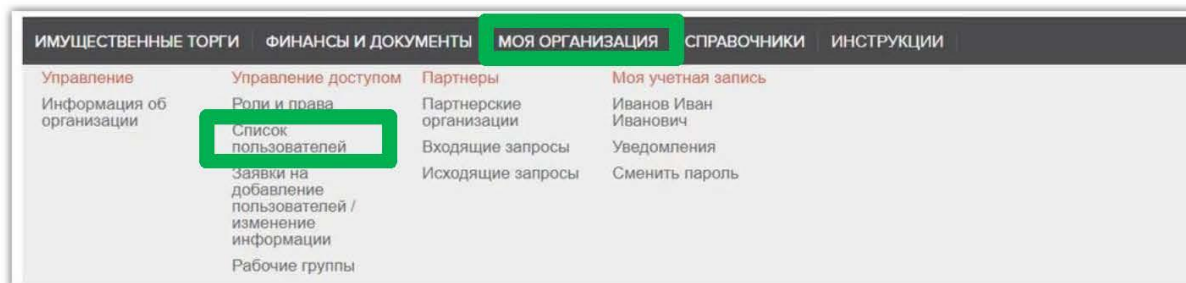 ИМУЩЕСТВЕННЫЕ ТОРГИ ФИНАНСЫ И ДОКУМЕНТЫ МОЯ ОРГАНИЗАЦИЯ СПРАВОЧНИКИ ИНСТРУКЦИИ
Управление
Информация об
организации
Управление доступом
Роли и права
Список
пользователей
Заявки на
добавление
пользователей /
изменение
информации
Рабочие группы
Партнеры
Партнерские
организации
Входящие запросы
Исходящие запросы
Моя учетная запись
Иванов Иван
Иванович
Уведомления
Сменить пароль